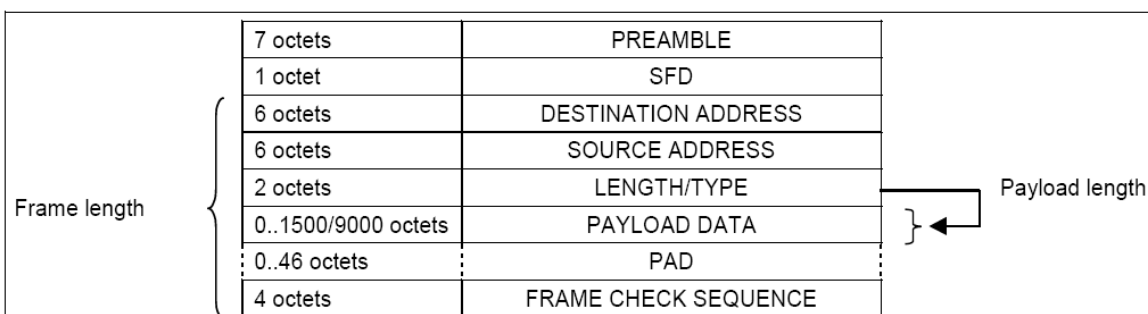 7 octets PREAMBLE
1 octet SFD
6 octets DESTINATION ADDRESS
6 octets SOURCE ADDRESS
2 octets LENGTH/TYPE
Payload length
Frame length
0..1500/9000 octets PAYLOAD DATA
0..46 octets PAD
4 octets FRAME CHECK SEQUENCE